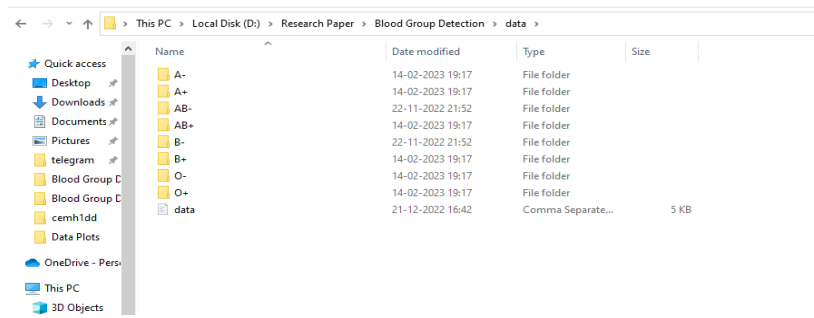 This PC > Local Disk (D:) > Research Paper > Blood Group Detection > data >
Name Date modified Type Size
Quick access
Desktop
Downloads
Documents
Pictures
telegram
Blood Group D
Blood Group D
cemh1dd
Data Plots
OneDrive - Perso
This PC
3D Objects
A- 14-02-2023 19:17 File folder
A+ 14-02-2023 19:17 File folder
AB- 22-11-2022 21:52 File folder
AB+ 14-02-2023 19:17 File folder
B- 22-11-2022 21:52 File folder
B+ 14-02-2023 19:17 File folder
O- 14-02-2023 19:17 File folder
O+ 14-02-2023 19:17 File folder
data 21-12-2022 16:42 Comma Separate... 5 KB